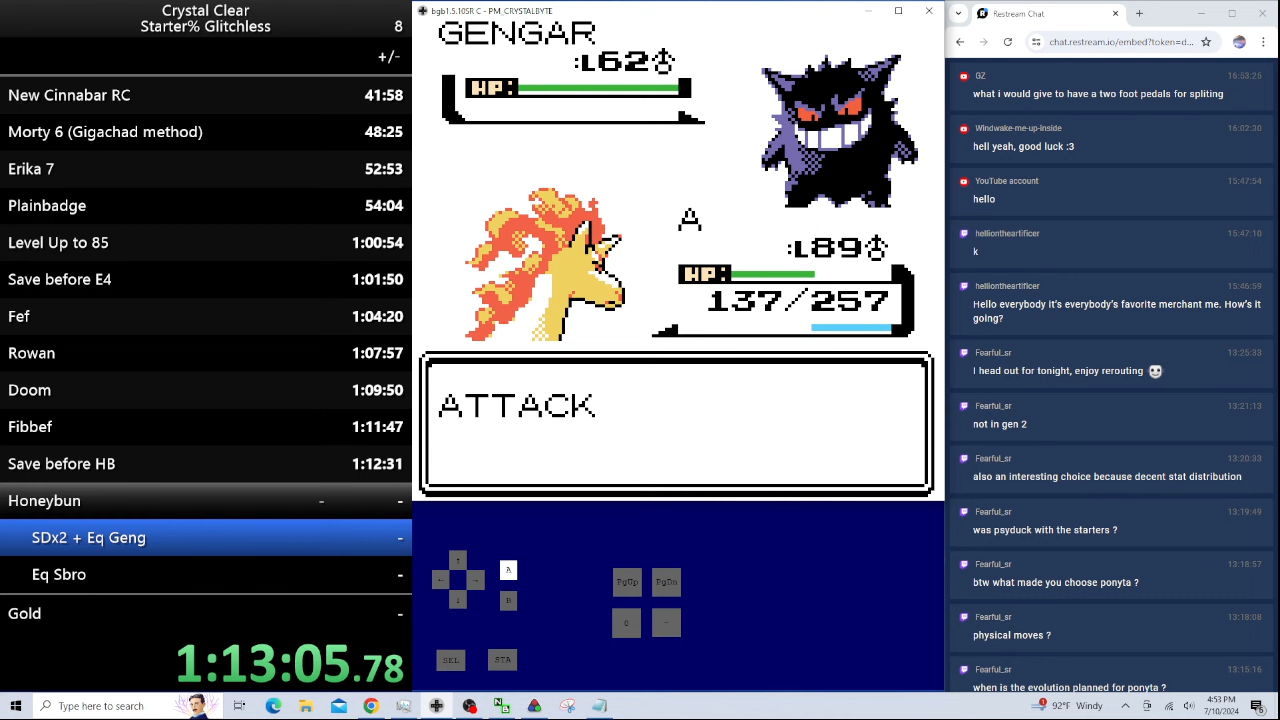 Crystal Clear
Starter% Glitchless
8
+/-
New Cinnabar RC 41:58
Morty 6 (Gigachad method) 48:25
Erika 7 52:53
Plainbadge 54:04
Level Up to 85 1:00:54
Save before E4 1:01:50
1:04:20
Rowan 1:07:57
Doom 1:09:50
Fibbef 1:11:47
Save before HB 1:12:31
Honeybun - -
SDx2 + Eq Geng -
Eq Sbro -
Gold -
1:13:05.78
bgb1.5.10SR C - PM_CRYSTALBYTE
GENGAR
:L62♂
HP:
A
:L89♂
HP:
137/257
ATTACK
↑
← →
↓
A
B
SEL
STA
PgUp
PgDn
0
-
Restream Chat
GZ 16:53:25
what i would give to have a two foot peanut spitting
Windwake-me-up-inside 16:02:30
hell yeah, good luck :3
YouTube account 15:47:54
hello
helliontheartificer 15:47:10
k
helliontheartificer 15:46:59
Hello everybody It's everybody's favorite hellion here. How's it
going?
Fearful_sr 13:25:33
I head out for tonight, enjoy rerouting
Fearful_sr 13:21:13
not in gen 2
Fearful_sr 13:20:33
also an interesting choice because decent stat distribution
Fearful_sr 13:19:49
was psyduck with the starters ?
Fearful_sr 13:18:57
btw what made you choose ponyta ?
Fearful_sr 13:18:08
physical moves ?
Fearful_sr 13:15:16
when is the evolution planned for ponyta ?
Type here to search
92°F Windy
7/10/2024